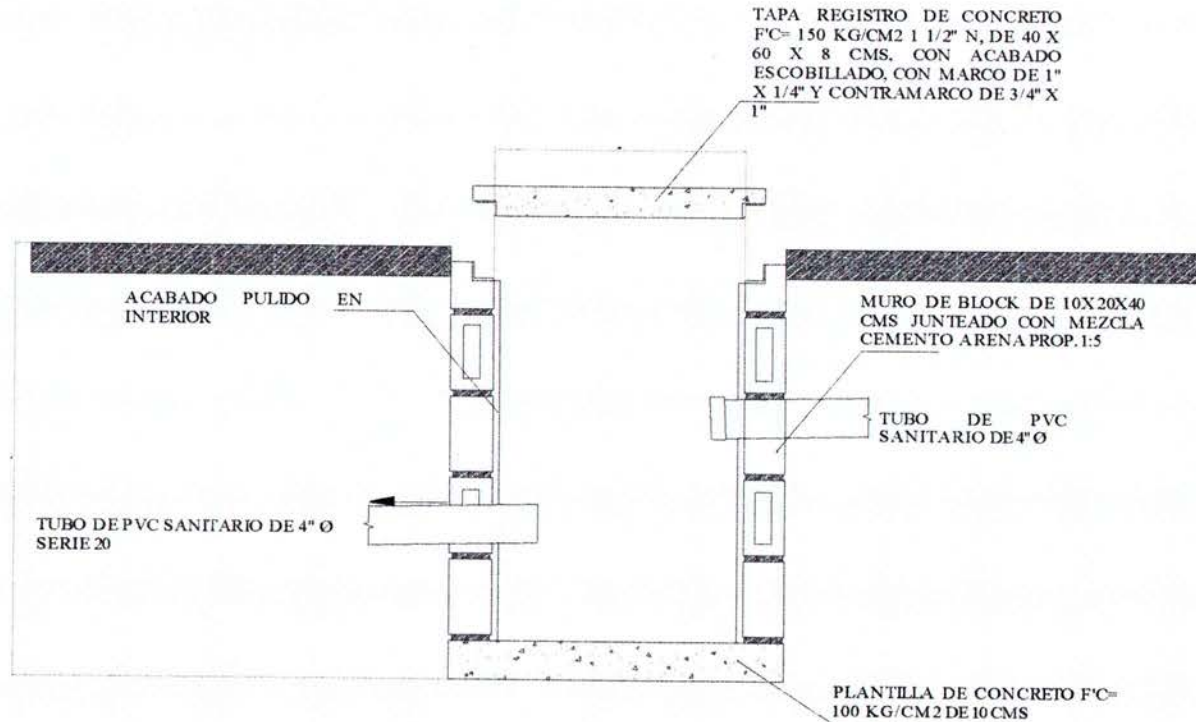 TAPA REGISTRO DE CONCRETO
F'C= 150 KG/CM2 1 1/2" N, DE 40 X
60 X 8 CMS, CON ACABADO
ESCOBILLADO, CON MARCO DE 1"
X 1/4" Y CONTRAMARCO DE 3/4" X
1"
ACABADO PULIDO EN
INTERIOR
MURO DE BLOCK DE 10X20X40
CMS JUNTEADO CON MEZCLA
CEMENTO ARENA PROP. 1:5
TUBO DE PVC
SANITARIO DE 4" Ø
TUBO DE PVC SANITARIO DE 4" Ø
SERIE 20
PLANTILLA DE CONCRETO F'C=
100 KG/CM2 DE 10 CMS